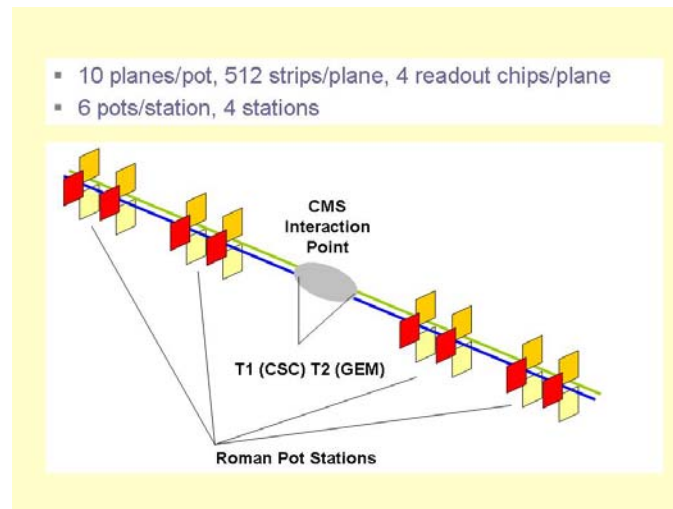 ▪ 10 planes/pot, 512 strips/plane, 4 readout chips/plane
▪ 6 pots/station, 4 stations
CMS
Interaction
Point
T1 (CSC) T2 (GEM)
Roman Pot Stations